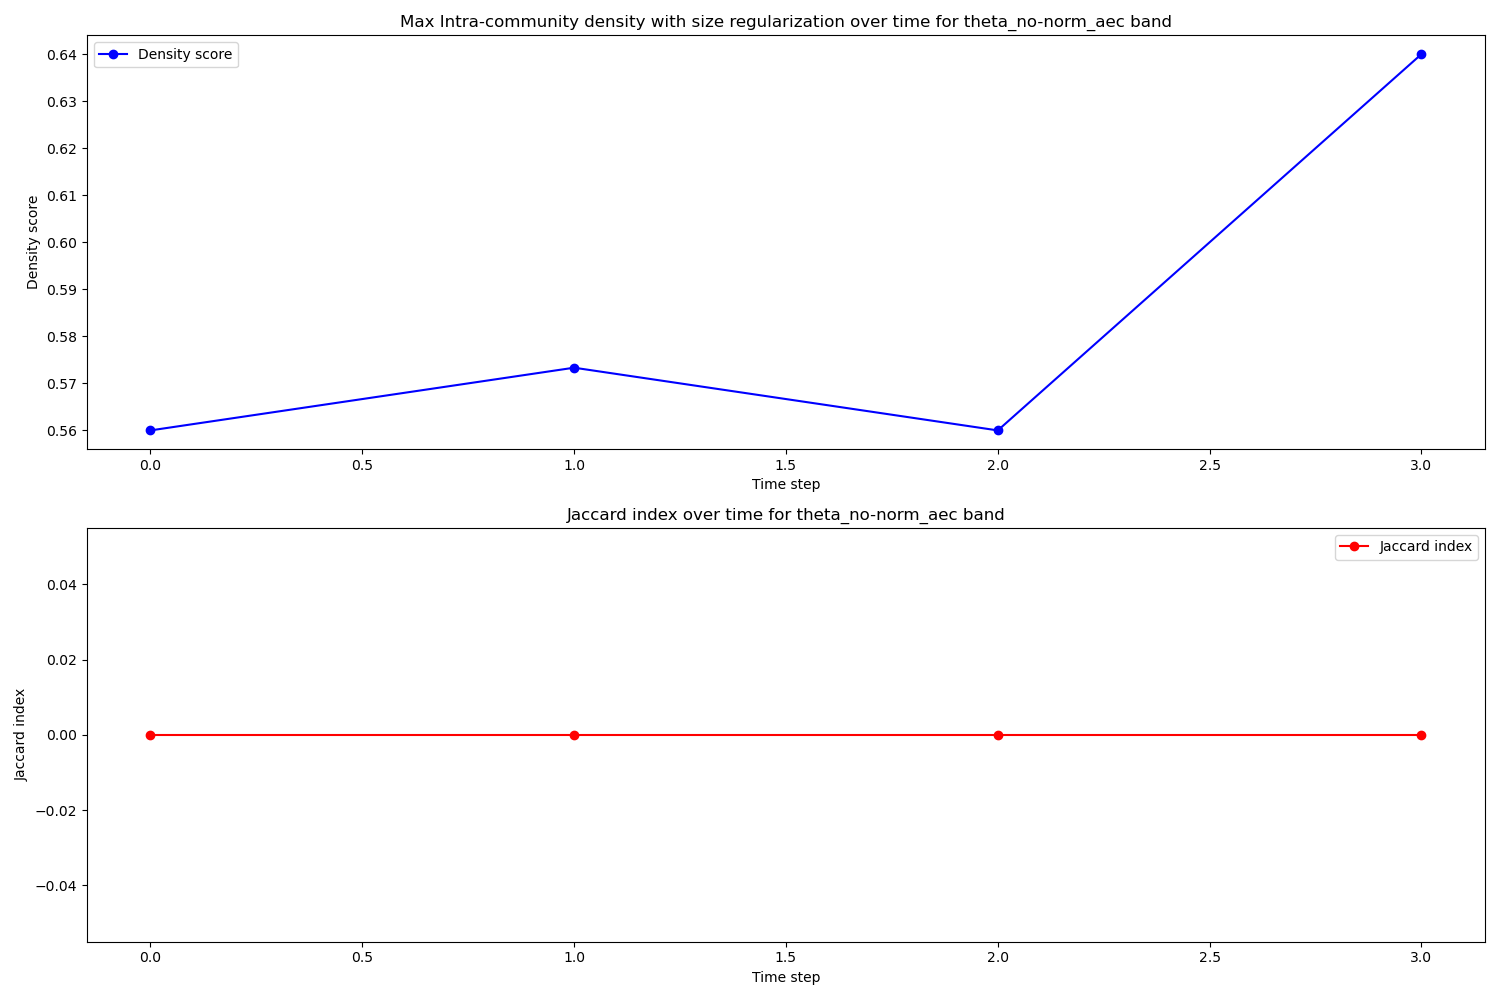 Max Intra-community density with size regularization over time for theta_no-norm_aec band
Density score
0.64
0.63
0.62
0.61
0.60
0.59
0.58
0.57
0.56
Density score
0.0 0.5 1.0 1.5 2.0 2.5 3.0
Time step
Jaccard index over time for theta_no-norm_aec band
Jaccard index
0.04
0.02
0.00
−0.02
−0.04
Jaccard index
0.0 0.5 1.0 1.5 2.0 2.5 3.0
Time step